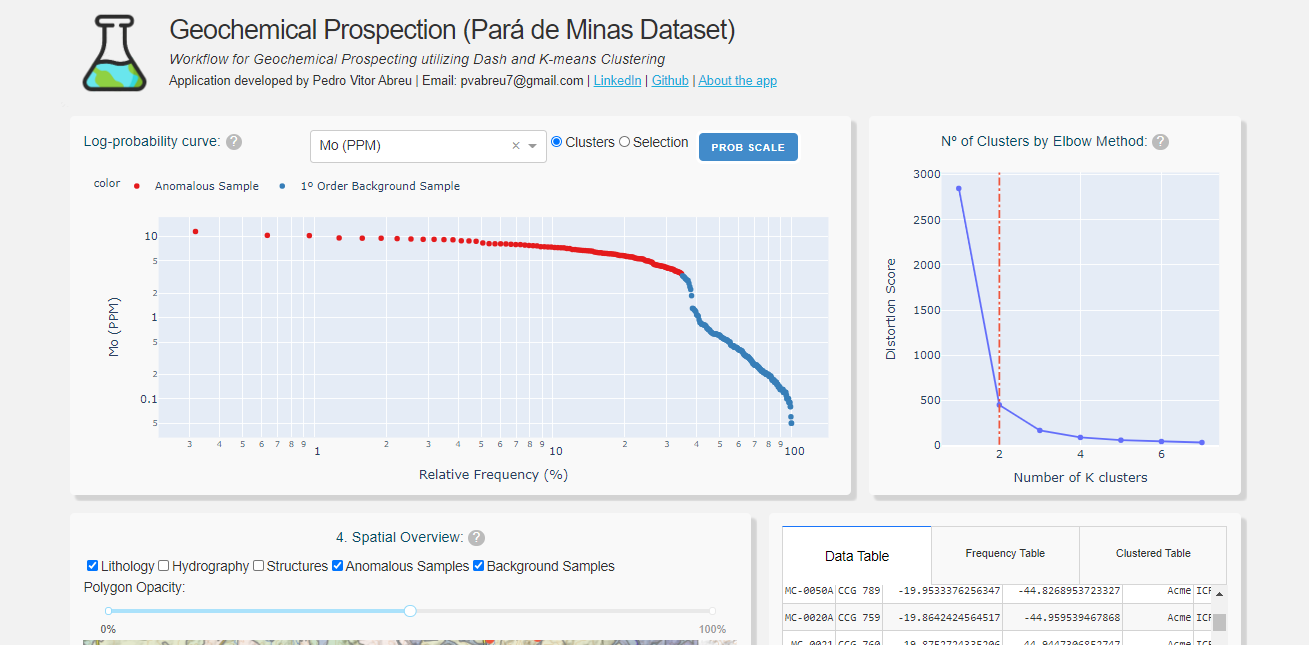 Geochemical Prospection (Pará de Minas Dataset)
Workflow for Geochemical Prospecting utilizing Dash and K-means Clustering
Application developed by Pedro Vitor Abreu | Email: pvabreu7@gmail.com | LinkedIn | Github | About the app
Log-probability curve: ?
Mo (PPM) ×
Clusters Selection
PROB SCALE
color Anomalous Sample 1º Order Background Sample
10
5
2
1
5
2
0.1
5
Mo (PPM)
3 4 5 6 7 8 9 1 2 3 4 5 6 7 8 9 10 2 3 4 5 6 7 8 9 100
Relative Frequency (%)
Nº of Clusters by Elbow Method: ?
3000
2500
2000
1500
1000
500
0
Distortion Score
2 4 6
Number of K clusters
4. Spatial Overview: ?
Lithology Hydrography Structures Anomalous Samples Background Samples
Polygon Opacity:
0% 100%
Data Table Frequency Table Clustered Table
MC-0050A CCG 789 -19.9533376256347 -44.8268953723327 Acme ICP
MC-0020A CCG 759 -19.8642424564517 -44.959539467868 Acme ICP
MC-0021 CCG 760 -19.8752724335206 -44.9447306852747 Acme ICP